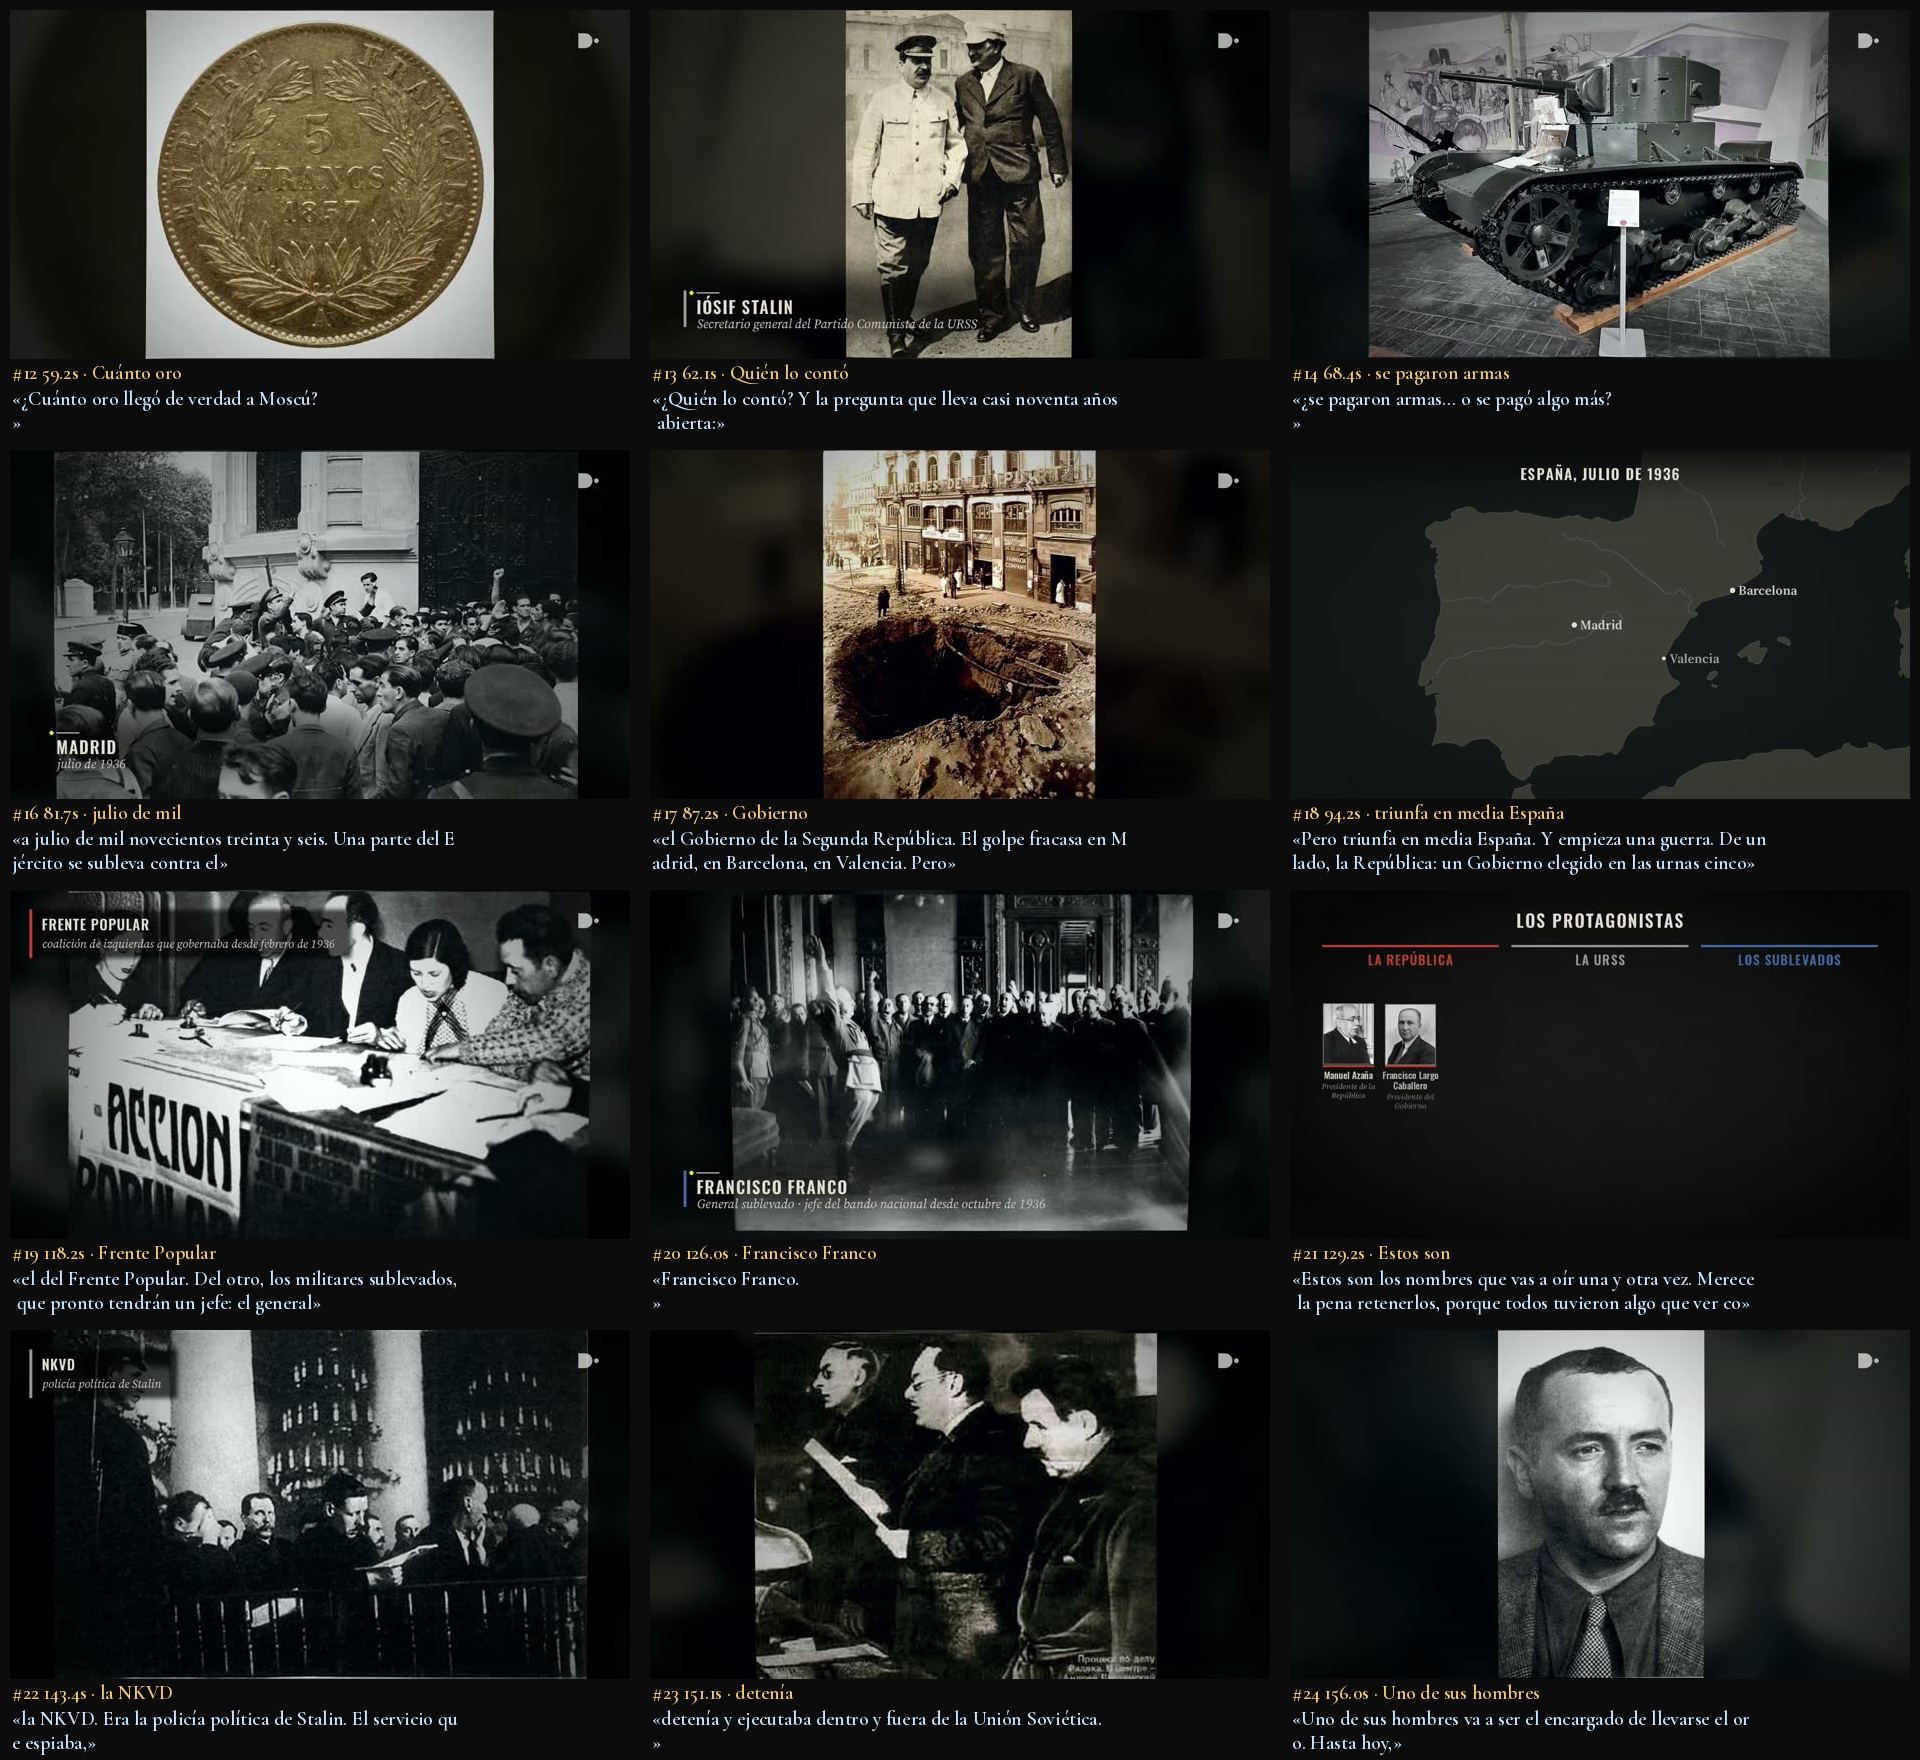 EMPIRE FRANÇAIS
5
FRANCS
1857
#12 59.2s · Cuánto oro
«¿Cuánto oro llegó de verdad a Moscú?
»
IÓSIF STALIN
Secretario general del Partido Comunista de la URSS
#13 62.1s · Quién lo contó
«¿Quién lo contó? Y la pregunta que lleva casi noventa años
abierta:»
#14 68.4s · se pagaron armas
«¿se pagaron armas... o se pagó algo más?
»
MADRID
julio de 1936
#16 81.7s · julio de mil
«a julio de mil novecientos treinta y seis. Una parte del E
jército se subleva contra el»
#17 87.2s · Gobierno
«el Gobierno de la Segunda República. El golpe fracasa en M
adrid, en Barcelona, en Valencia. Pero»
ESPAÑA, JULIO DE 1936
Barcelona
Madrid
Valencia
#18 94.2s · triunfa en media España
«Pero triunfa en media España. Y empieza una guerra. De un
lado, la República: un Gobierno elegido en las urnas cinco»
FRENTE POPULAR
coalición de izquierdas que gobernaba desde febrero de 1936
ACCION
POPULAR
#19 118.2s · Frente Popular
«el del Frente Popular. Del otro, los militares sublevados,
que pronto tendrán un jefe: el general»
FRANCISCO FRANCO
General sublevado · jefe del bando nacional desde octubre de 1936
#20 126.0s · Francisco Franco
«Francisco Franco.
»
LOS PROTAGONISTAS
LA REPÚBLICA
LA URSS
LOS SUBLEVADOS
Manuel Azaña
Presidente de la
República
Francisco Largo
Caballero
Presidente del
Gobierno
#21 129.2s · Estos son
«Estos son los nombres que vas a oír una y otra vez. Merece
la pena retenerlos, porque todos tuvieron algo que ver co»
NKVD
policía política de Stalin
#22 143.4s · la NKVD
«la NKVD. Era la policía política de Stalin. El servicio qu
e espiaba,»
Процесс по делу
Радека. В центре -
#23 151.1s · detenía
«detenía y ejecutaba dentro y fuera de la Unión Soviética.
»
#24 156.0s · Uno de sus hombres
«Uno de sus hombres va a ser el encargado de llevarse el or
o. Hasta hoy,»